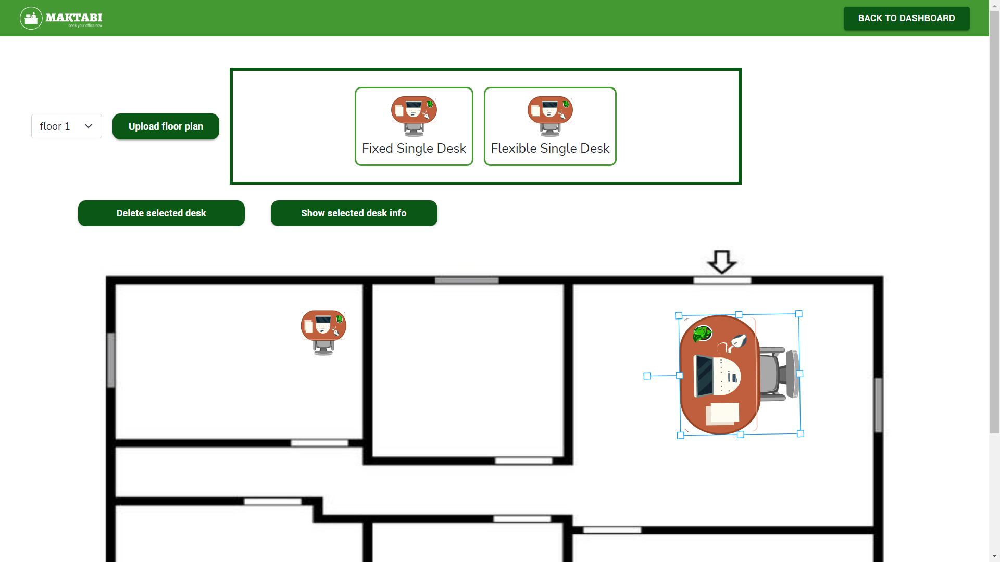 MAKTABI
book your office now
BACK TO DASHBOARD
floor 1
Upload floor plan
Fixed Single Desk
Flexible Single Desk
Delete selected desk
Show selected desk info